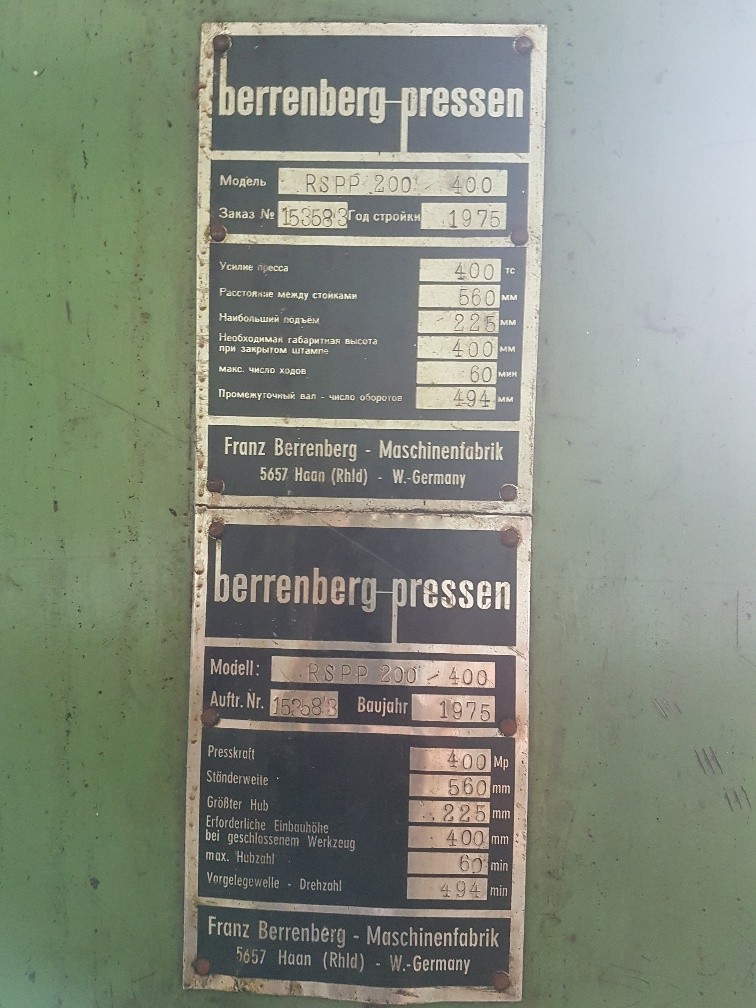 berrenberg pressen
Модель RSPP 200 / 400
Заказ № 153583 Год стройки 1975
Усилие пресса 400 тс
Расстояние между стойками 560 мм
Наибольший подъём 225 мм
Необходимая габаритная высота
при закрытом штампе 400 мм
макс. число ходов 60 мин
Промежуточный вал - число оборотов 494 мм
Franz Berrenberg - Maschinenfabrik
5657 Haan (Rhld) - W.-Germany
berrenberg pressen
Modell: RSPP 200 / 400
Auftr. Nr. 153583 Baujahr 1975
Presskraft 400 Mp
Ständerweite 560 mm
Größter Hub 225 mm
Erforderliche Einbauhöhe
bei geschlossenem Werkzeug 400 mm
max. Hubzahl 60 min
Vorgelegewelle - Drehzahl 494 min
Franz Berrenberg - Maschinenfabrik
5657 Haan (Rhld) - W.-Germany